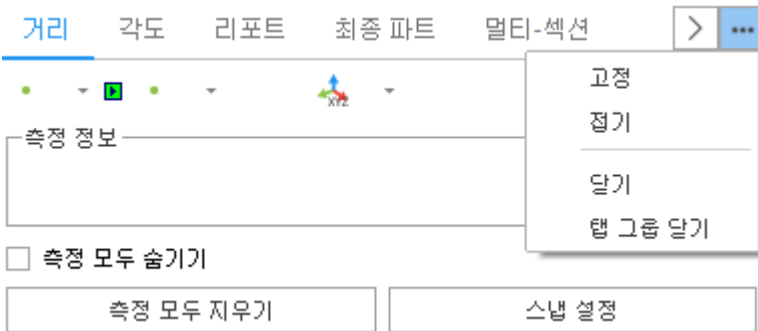 거리 각도 리포트 최종 파트 멀티-섹션
고정
XYZ
접기
측정 정보
닫기
탭 그룹 닫기
측정 모두 숨기기
측정 모두 지우기 스냅 설정